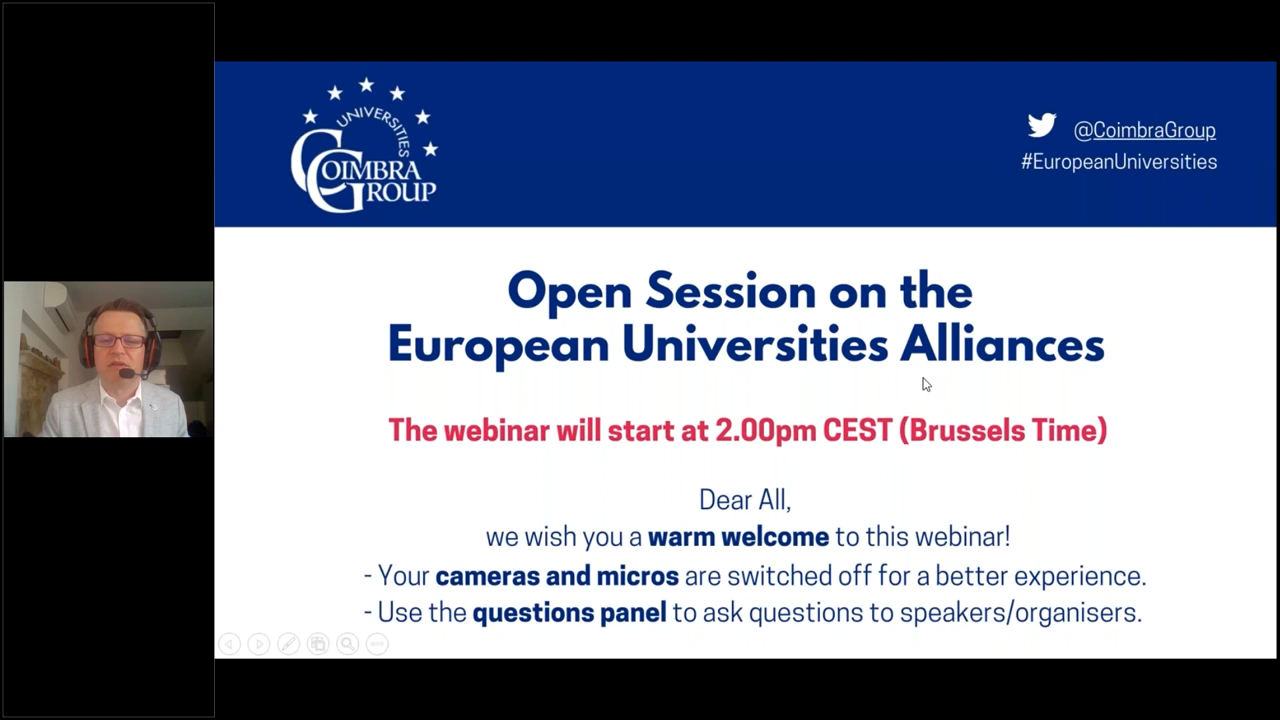 UNIVERSITIES
COIMBRA
GROUP
@CoimbraGroup
#EuropeanUniversities
Open Session on the
European Universities Alliances
The webinar will start at 2.00pm CEST (Brussels Time)
Dear All,
we wish you a warm welcome to this webinar!
- Your cameras and micros are switched off for a better experience.
- Use the questions panel to ask questions to speakers/organisers.